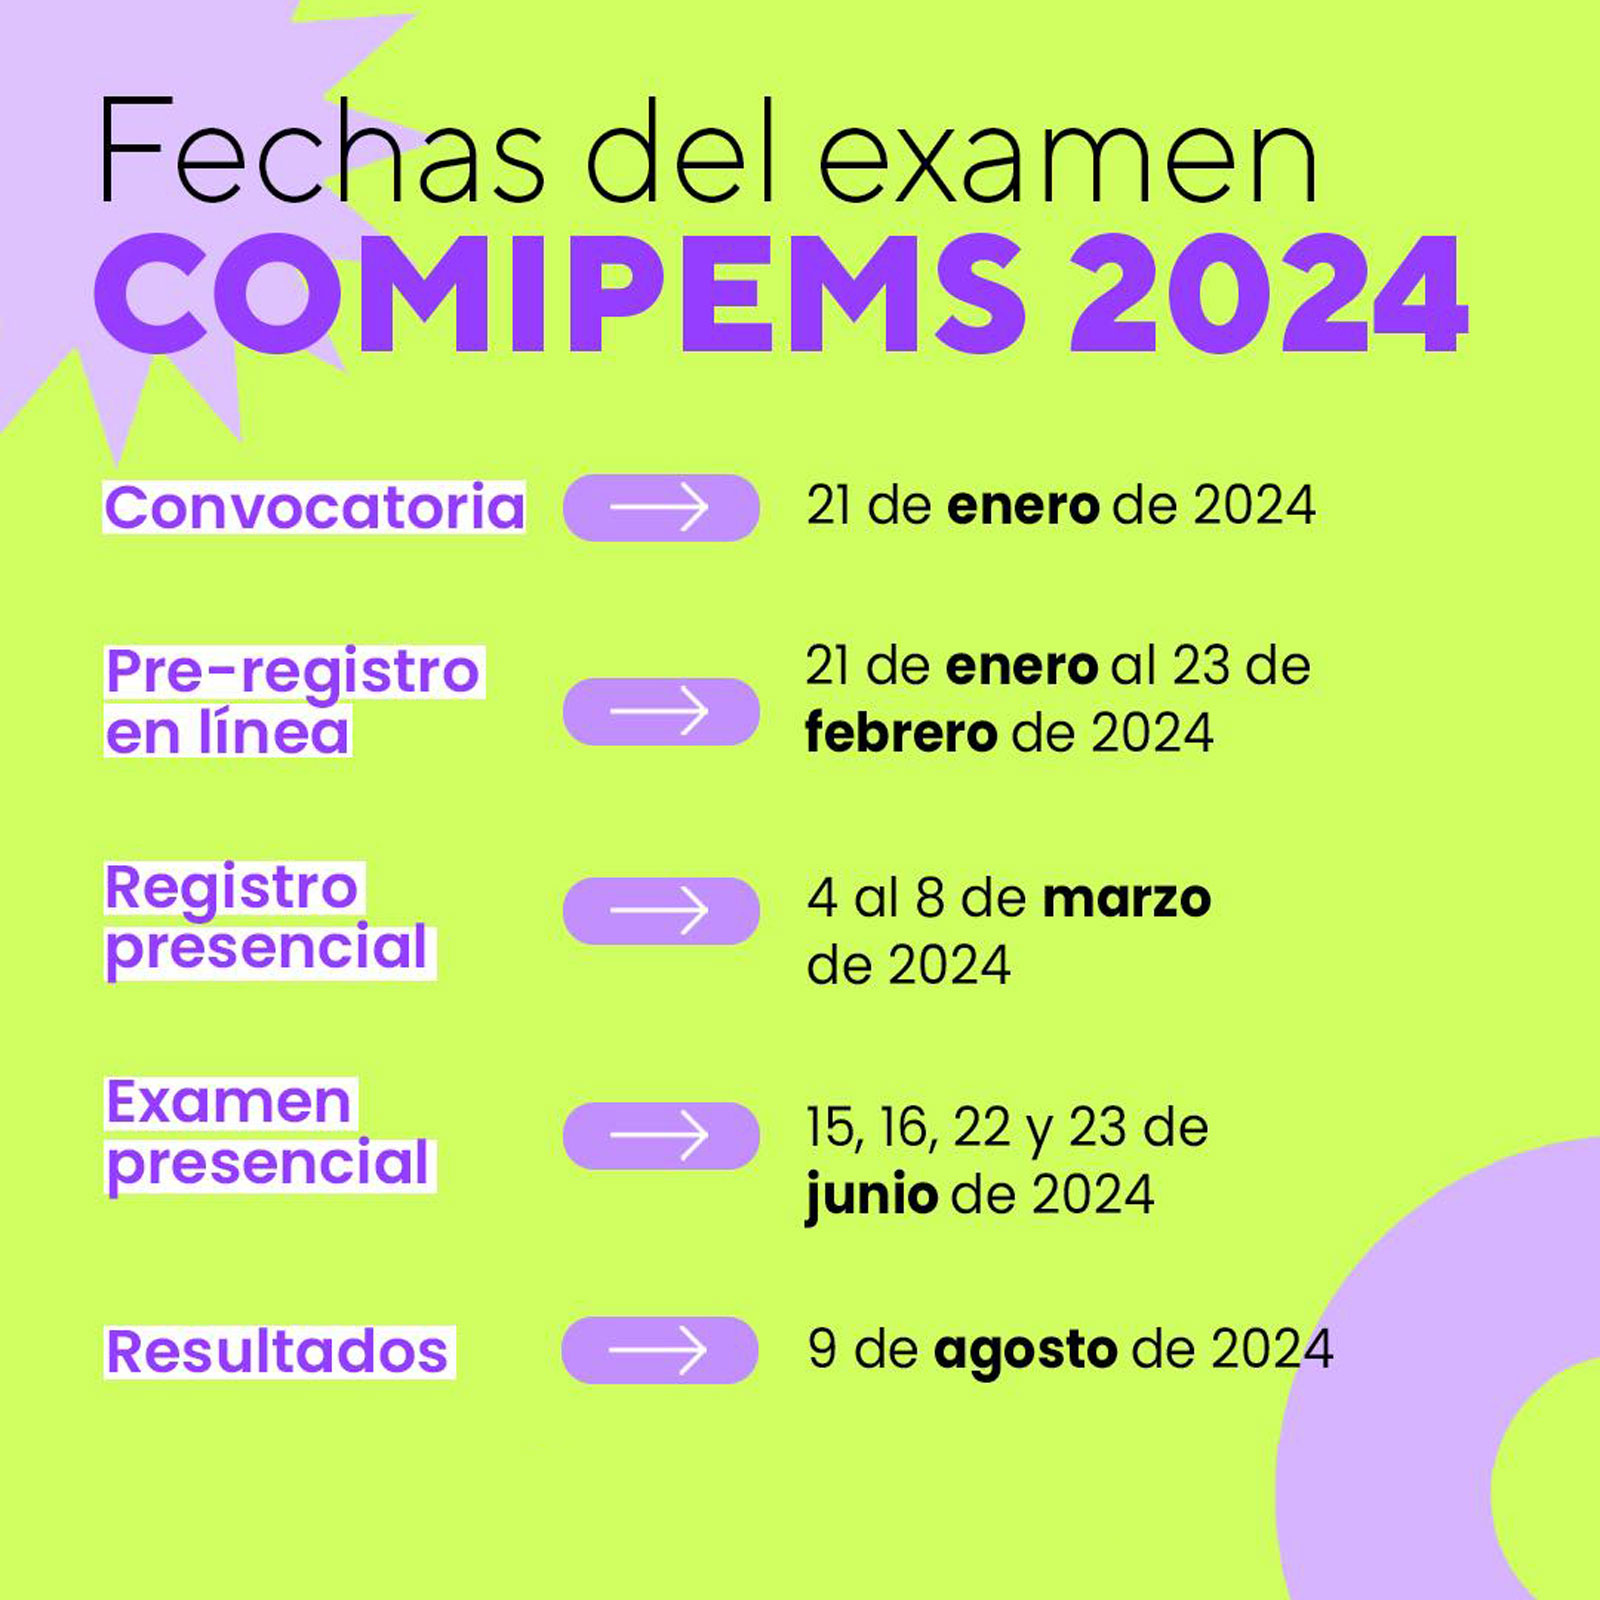 Fechas del examen
COMIPEMS 2024
Convocatoria
21 de enero de 2024
Pre-registro
en línea
21 de enero al 23 de
febrero de 2024
Registro
presencial
4 al 8 de marzo
de 2024
Examen
presencial
15, 16, 22 y 23 de
junio de 2024
Resultados
9 de agosto de 2024